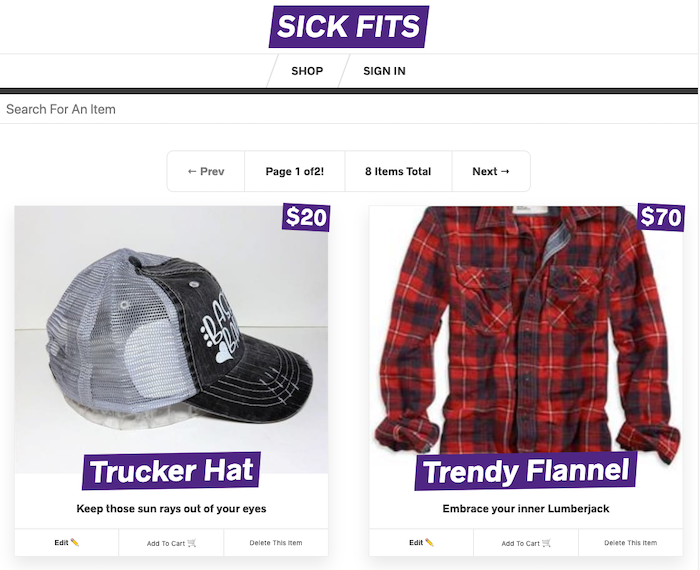 SICK FITS
SHOP
SIGN IN
Search For An Item
← Prev
Page 1 of2!
8 Items Total
Next →
$20
$70
Trucker Hat
Trendy Flannel
Keep those sun rays out of your eyes
Embrace your inner Lumberjack
Edit ✏️
Add To Cart 🛒
Delete This Item
Edit ✏️
Add To Cart 🛒
Delete This Item